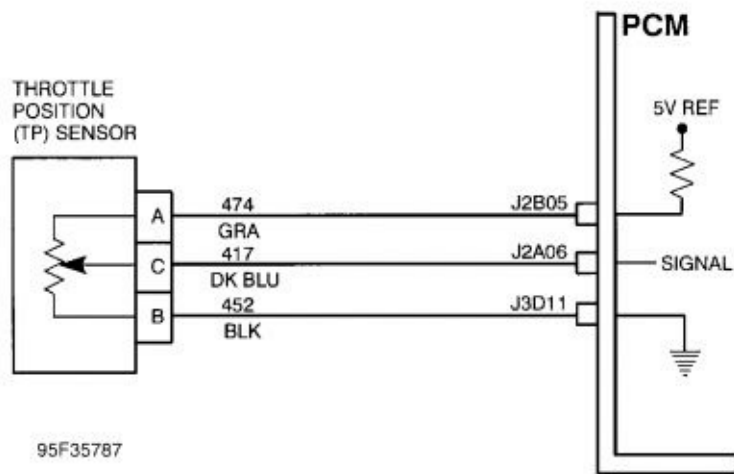 PCM
THROTTLE
POSITION
(TP) SENSOR
5V REF
A
474
GRA
J2B05
C
417
DK BLU
J2A06
SIGNAL
B
452
BLK
J3D11
95F35787